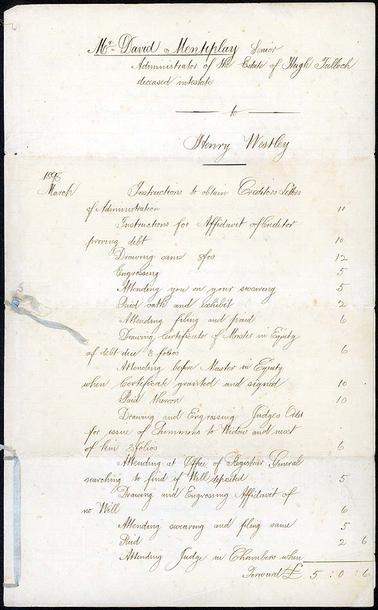 Mr David Mentiplay Senior
Administrator of the Estate of Hugh Tulloch
deceased intestate
to
Henry Westley
1895
March Instructions to obtain Creditors Letters
of Administration 10
Instructions for Affidavit of Creditor
proving debt 10
Drawing same 8 fos 12
Engrossing 5
Attending you on your swearing 5
Paid oath and exhibit 2
Attending filing and paid 6
Drawing Certificate of Master in Equity
of debt due 3 folios 6
Attending before Master in Equity
when Certificate granted and signed 10
Paid thereon 10
Drawing and Engrossing Judges
for issue of Summons to Widow and next
of kin 3 folios 6
Attending at Office of Registrar General
searching to find if Will deposited 5
Drawing and Engrossing Affidavit of
no Will 6
Attending swearing and filing same 5
Paid 2 6
Attending Judge in Chambers when
Forward £ 5 : 0 : 6